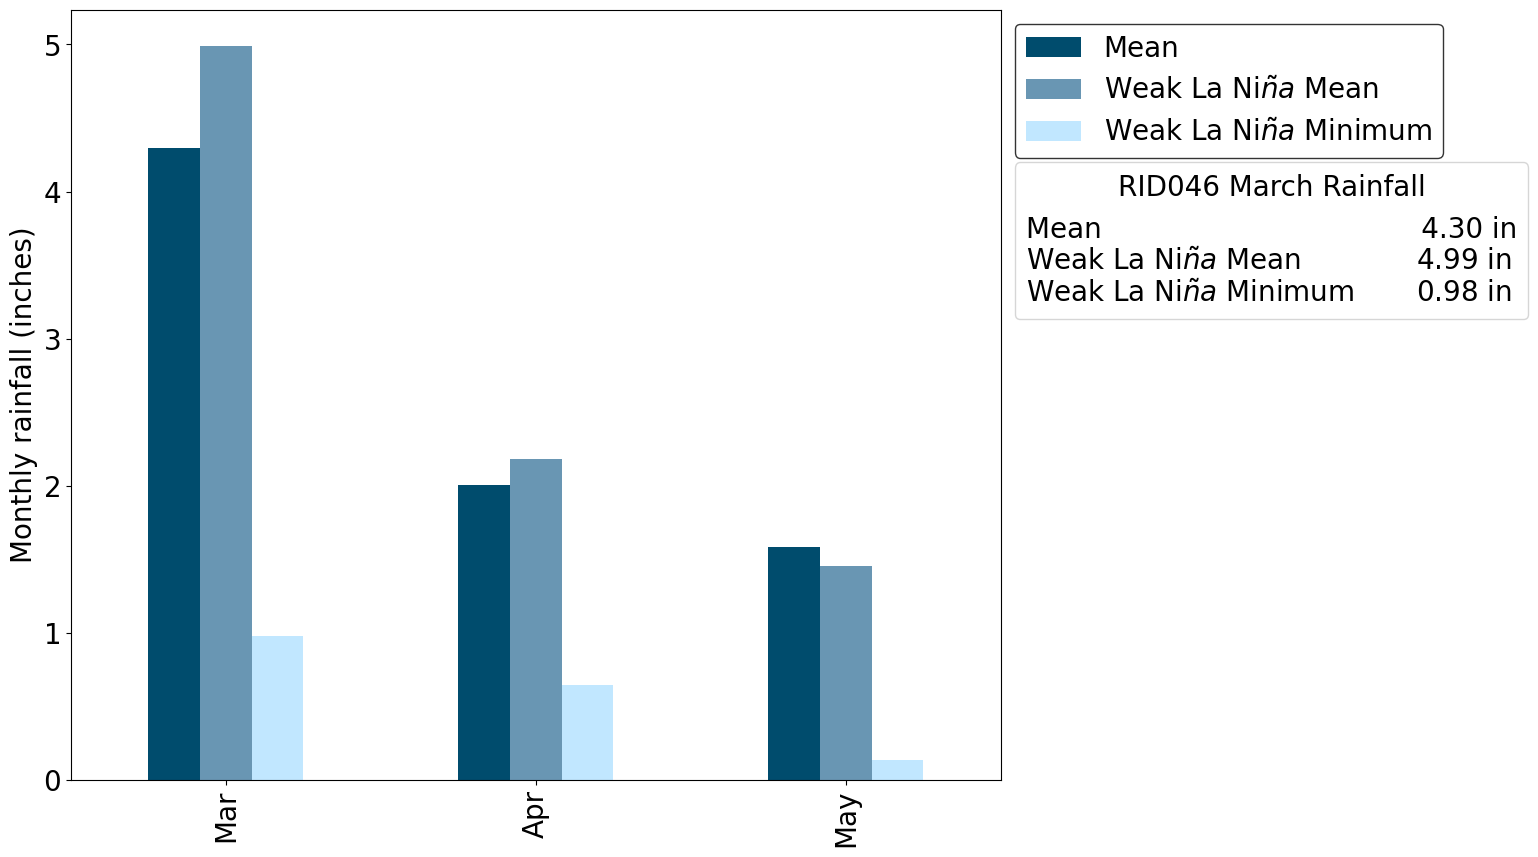 Monthly rainfall (inches)
5
4
3
2
1
0
Mar
Apr
May
Mean
Weak La Niña Mean
Weak La Niña Minimum
RID046 March Rainfall
Mean 4.30 in
Weak La Niña Mean 4.99 in
Weak La Niña Minimum 0.98 in